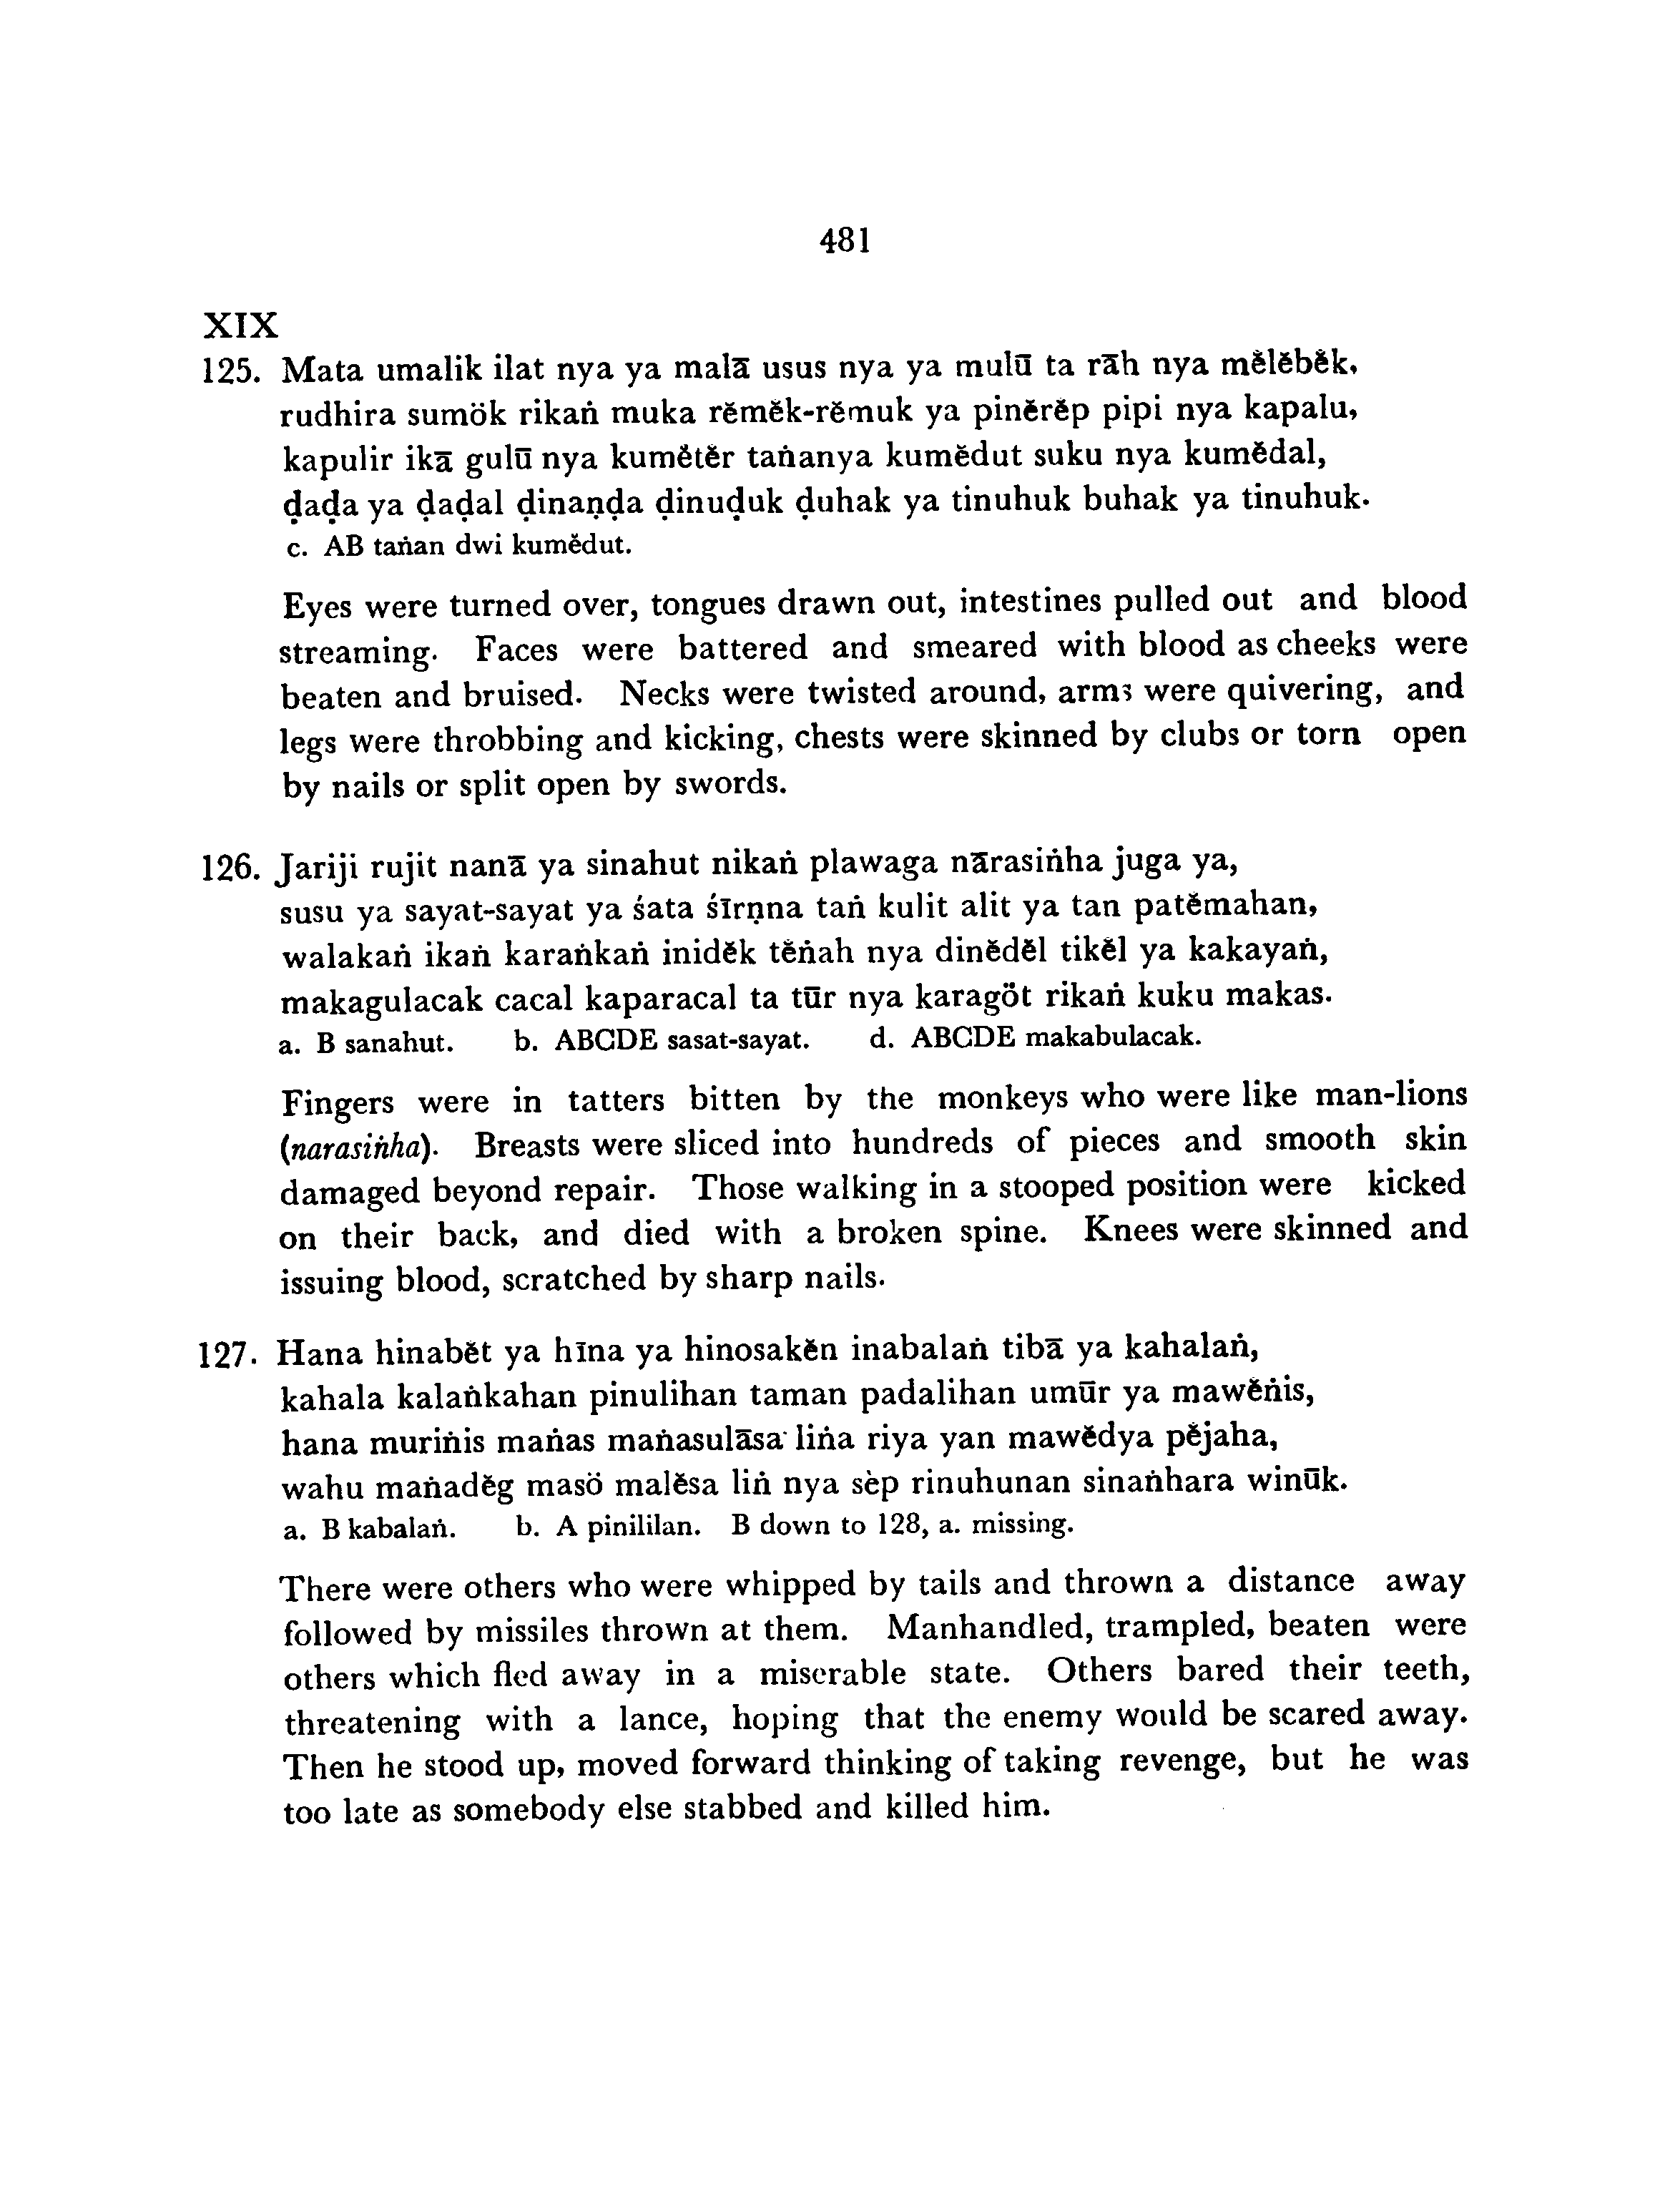 481
XIX
125. Mata umalik ilat nya ya malā usus nya ya mulū ta rāh nya mĕlĕbĕk,
rudhira sumök rikaṅ muka rĕmĕk-rĕmuk ya pinĕrĕp pipi nya kapalu,
kapulir ikā gulū nya kumĕtĕr taṅanya kumĕdut suku nya kumĕdal,
ḍaḍa ya ḍaḍal ḍinaṇḍa ḍinuḍuk ḍuhak ya tinuhuk buhak ya tinuhuk.
c. AB taṅan dwi kumĕdut.
Eyes were turned over, tongues drawn out, intestines pulled out and blood
streaming. Faces were battered and smeared with blood as cheeks were
beaten and bruised. Necks were twisted around, arms were quivering, and
legs were throbbing and kicking, chests were skinned by clubs or torn open
by nails or split open by swords.
126. Jariji rujit nanā ya sinahut nikaṅ plawaga nārasiṅha juga ya,
susu ya sayat-sayat ya śata śīrṇna taṅ kulit alit ya tan patĕmahan,
walakaṅ ikaṅ karaṅkaṅ inidĕk tĕṅah nya dinĕdĕl tikĕl ya kakayaṅ,
makagulacak cacal kaparacal ta tūr nya karagöt rikaṅ kuku makas.
a. B sanahut. b. ABCDE sasat-sayat. d. ABCDE makabulacak.
Fingers were in tatters bitten by the monkeys who were like man-lions
(narasiṅha). Breasts were sliced into hundreds of pieces and smooth skin
damaged beyond repair. Those walking in a stooped position were kicked
on their back, and died with a broken spine. Knees were skinned and
issuing blood, scratched by sharp nails.
127. Hana hinabĕt ya hīna ya hinosakĕn inabalaṅ tibā ya kahalaṅ,
kahala kalaṅkahan pinulihan taman padalihan umūr ya mawĕṅis,
hana muriṅis maṅas maṅasulāsa liṅa riya yan mawĕdya pĕjaha,
wahu maṅadĕg masö malĕsa liṅ nya sèp rinuhunan sinaṅhara winūk.
a. B kabalaṅ. b. A pinililan. B down to 128, a. missing.
There were others who were whipped by tails and thrown a distance away
followed by missiles thrown at them. Manhandled, trampled, beaten were
others which fled away in a miserable state. Others bared their teeth,
threatening with a lance, hoping that the enemy would be scared away.
Then he stood up, moved forward thinking of taking revenge, but he was
too late as somebody else stabbed and killed him.